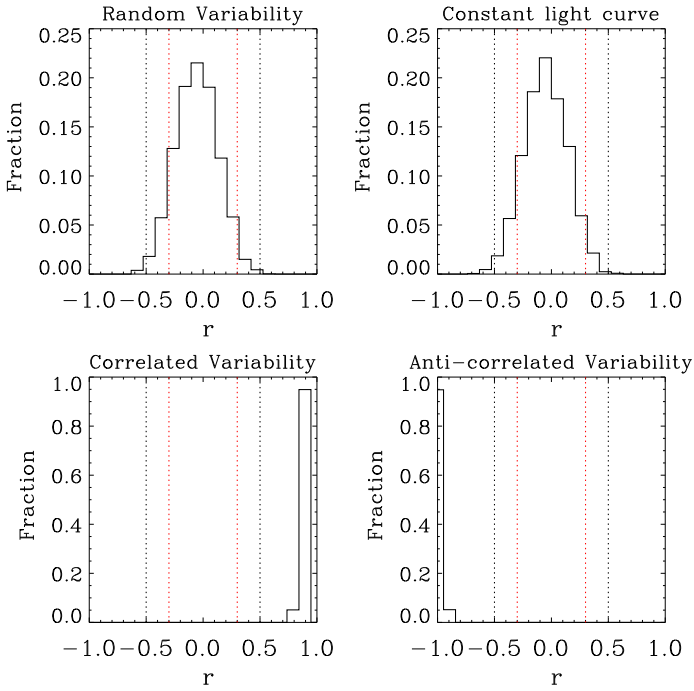 Random Variability
0.25
0.20
0.15
0.10
0.05
0.00
Fraction
−1.0 −0.5 0.0 0.5 1.0
r
Constant light curve
0.25
0.20
0.15
0.10
0.05
0.00
Fraction
−1.0 −0.5 0.0 0.5 1.0
r
Correlated Variability
1.0
0.8
0.6
0.4
0.2
0.0
Fraction
−1.0 −0.5 0.0 0.5 1.0
r
Anti−correlated Variability
1.0
0.8
0.6
0.4
0.2
0.0
Fraction
−1.0 −0.5 0.0 0.5 1.0
r